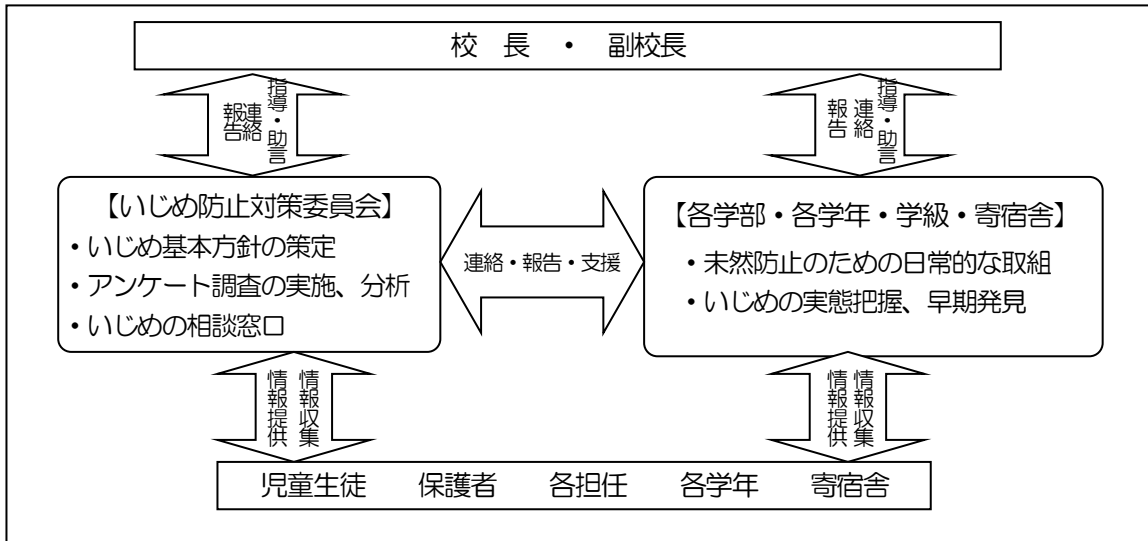 校　長　・　副校長
指導・助言
連絡
報告
指導・助言
連絡
報告
【いじめ防止対策委員会】
・いじめ基本方針の策定
・アンケート調査の実施、分析
・いじめの相談窓口
連絡・報告・支援
【各学部・各学年・学級・寄宿舎】
・未然防止のための日常的な取組
・いじめの実態把握、早期発見
情報収集
情報提供
情報収集
情報提供
児童生徒　保護者　各担任　各学年　寄宿舎